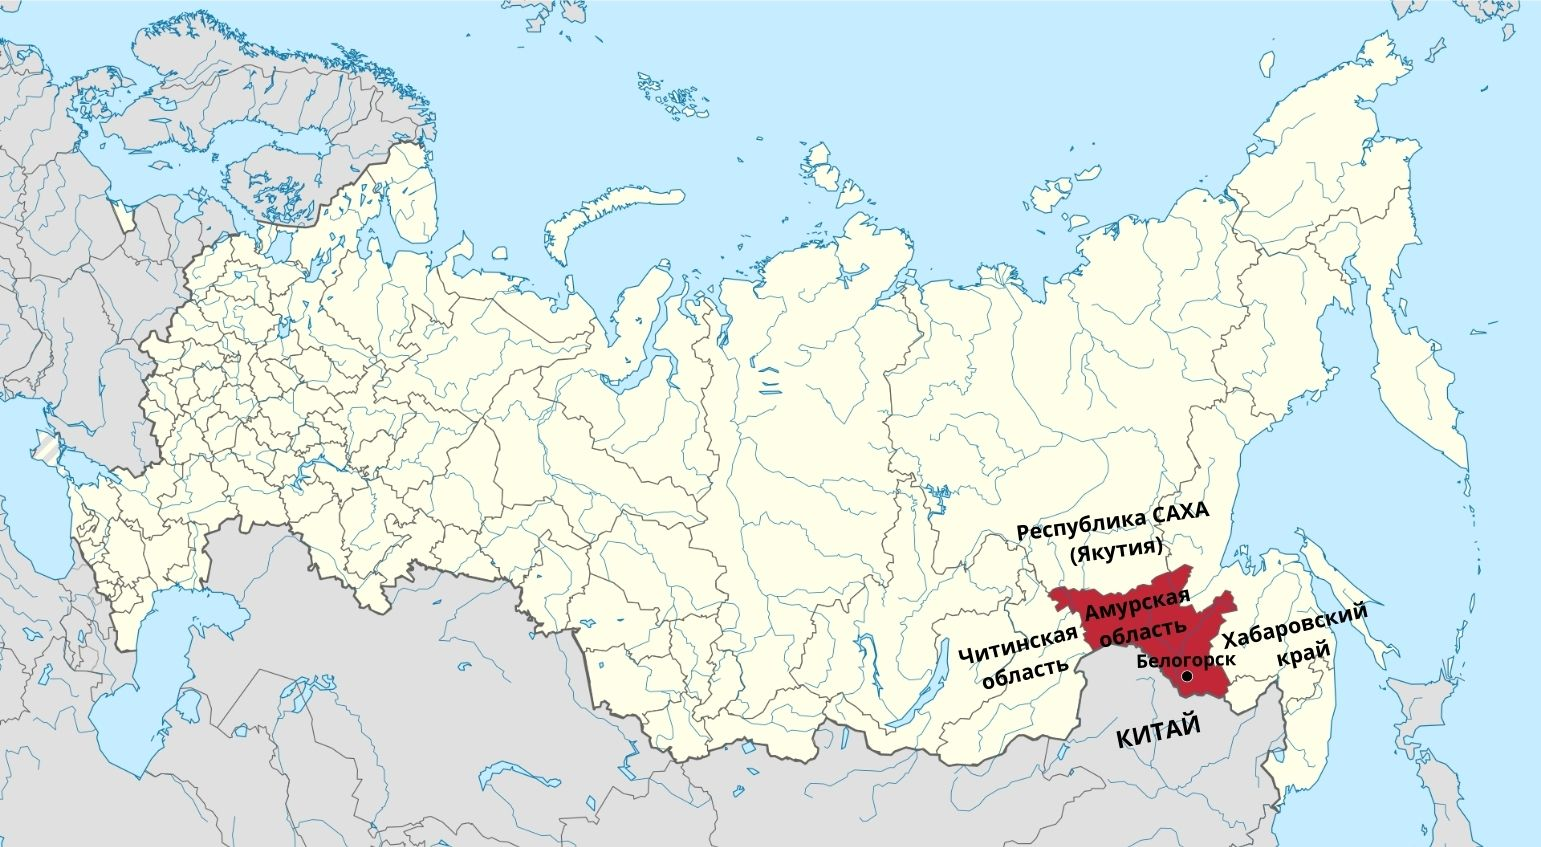 Республика САХА
(Якутия)
Амурская
область
Читинская
область
Хабаровский
край
Белогорск
КИТАЙ